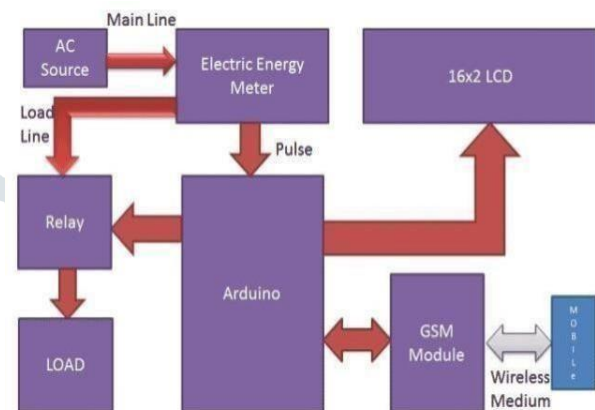 Main Line
AC
Source
Electric Energy
Meter
16x2 LCD
Load
Line
Pulse
Relay
Arduino
LOAD
GSM
Module
MOBILe
Wireless
Medium